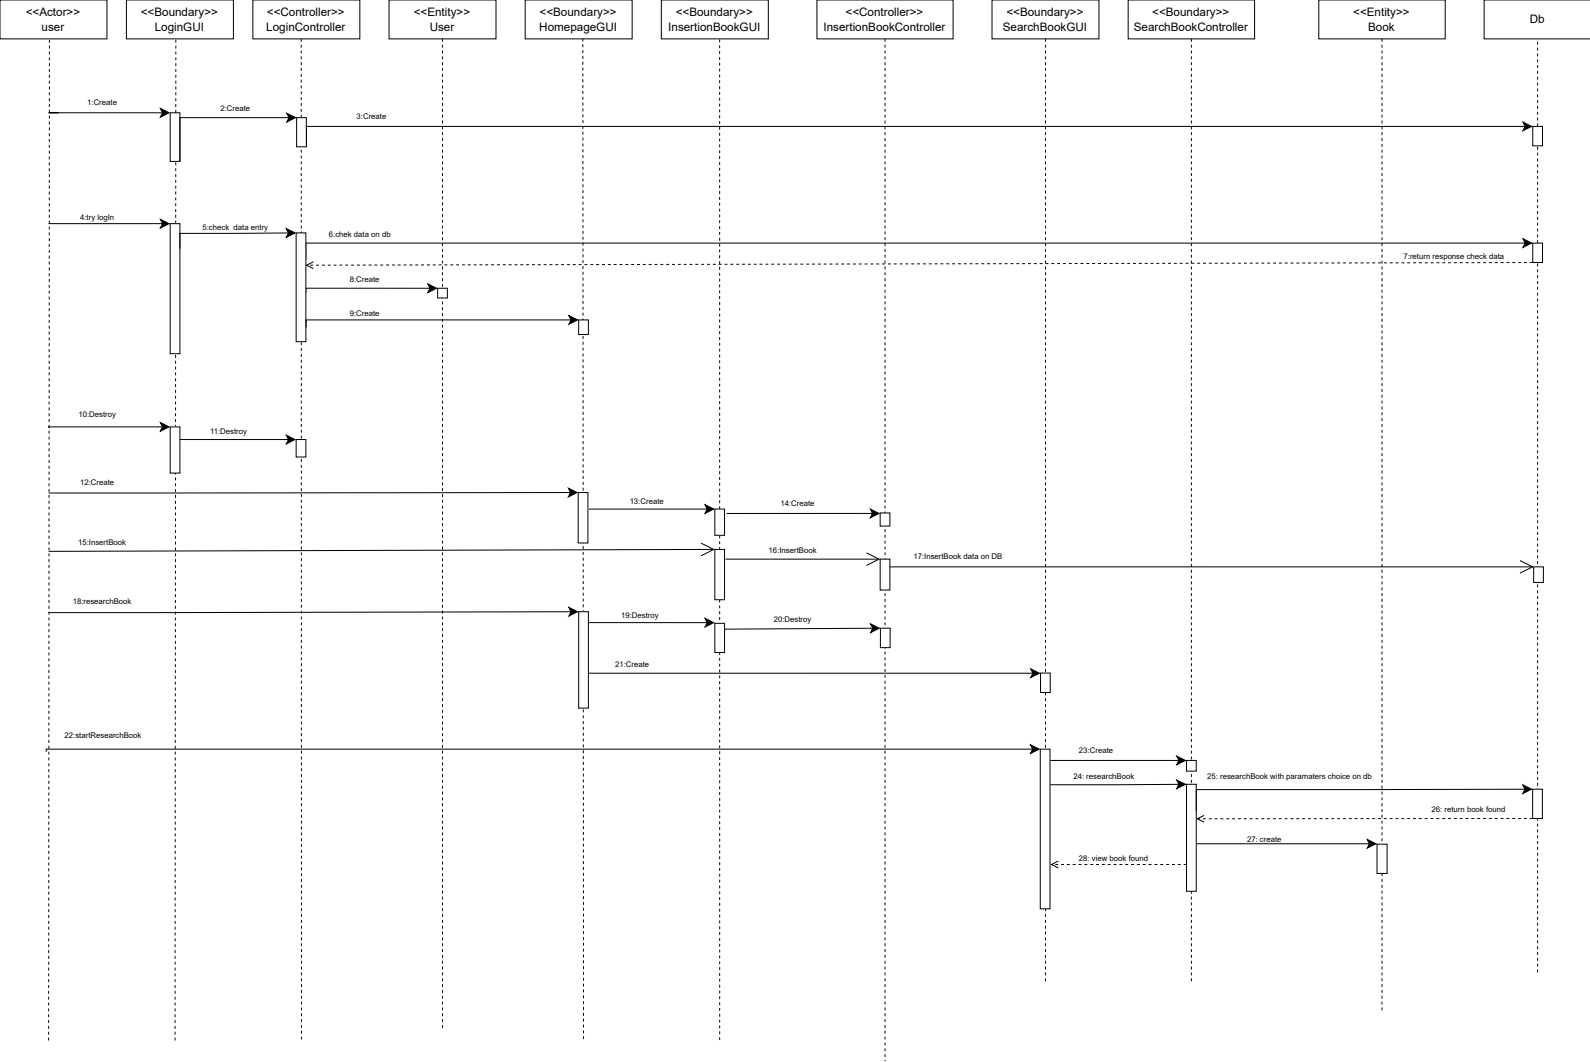 <<Actor>>
user
<<Boundary>>
LoginGUI
<<Controller>>
LoginController
<<Entity>>
User
<<Boundary>>
HomepageGUI
<<Boundary>>
InsertionBookGUI
<<Controller>>
InsertionBookController
<<Boundary>>
SearchBookGUI
<<Boundary>>
SearchBookController
<<Entity>>
Book
Db
1:Create
2:Create
3:Create
4:try logIn
5:check data entry
6:chek data on db
7:return response check data
8:Create
9:Create
10:Destroy
11:Destroy
12:Create
13:Create
14:Create
15:InsertBook
16:InsertBook
17:InsertBook data on DB
18:researchBook
19:Destroy
20:Destroy
21:Create
22:startResearchBook
23:Create
24: researchBook
25: researchBook with paramaters choice on db
26: return book found
27: create
28: view book found